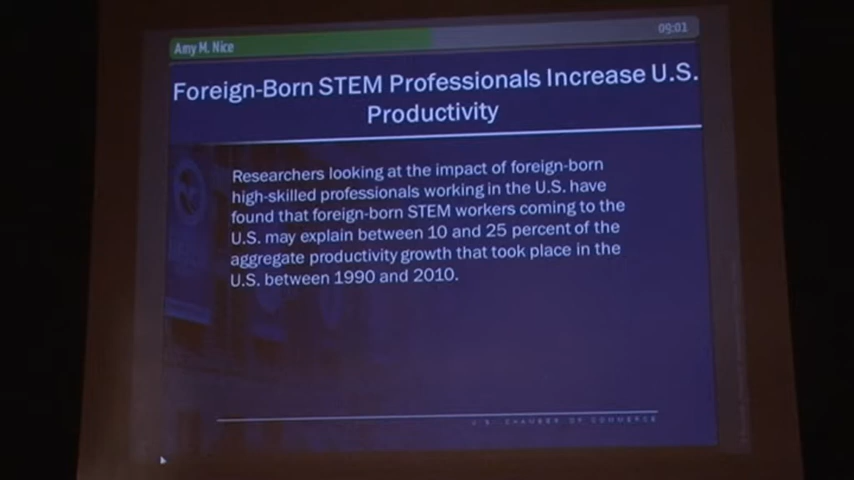 Amy M. Nice
09:01
Foreign-Born STEM Professionals Increase U.S.
Productivity
Researchers looking at the impact of foreign-born
high-skilled professionals working in the U.S. have
found that foreign-born STEM workers coming to the
U.S. may explain between 10 and 25 percent of the
aggregate productivity growth that took place in the
U.S. between 1990 and 2010.
U.S. CHAMBER OF COMMERCE